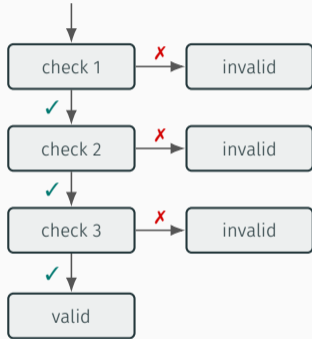 ✗
check 1 invalid
✓
✗
check 2 invalid
✓
✗
check 3 invalid
✓
valid